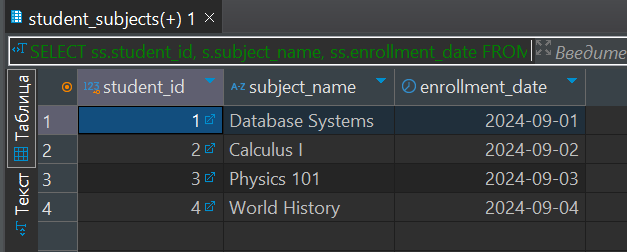 student_subjects(+) 1 ×
SELECT ss.student_id, s.subject_name, ss.enrollment_date FROM Введите
Таблица
Текст
123 student_id A-Z subject_name enrollment_date
1 1 Database Systems 2024-09-01
2 2 Calculus I 2024-09-02
3 3 Physics 101 2024-09-03
4 4 World History 2024-09-04